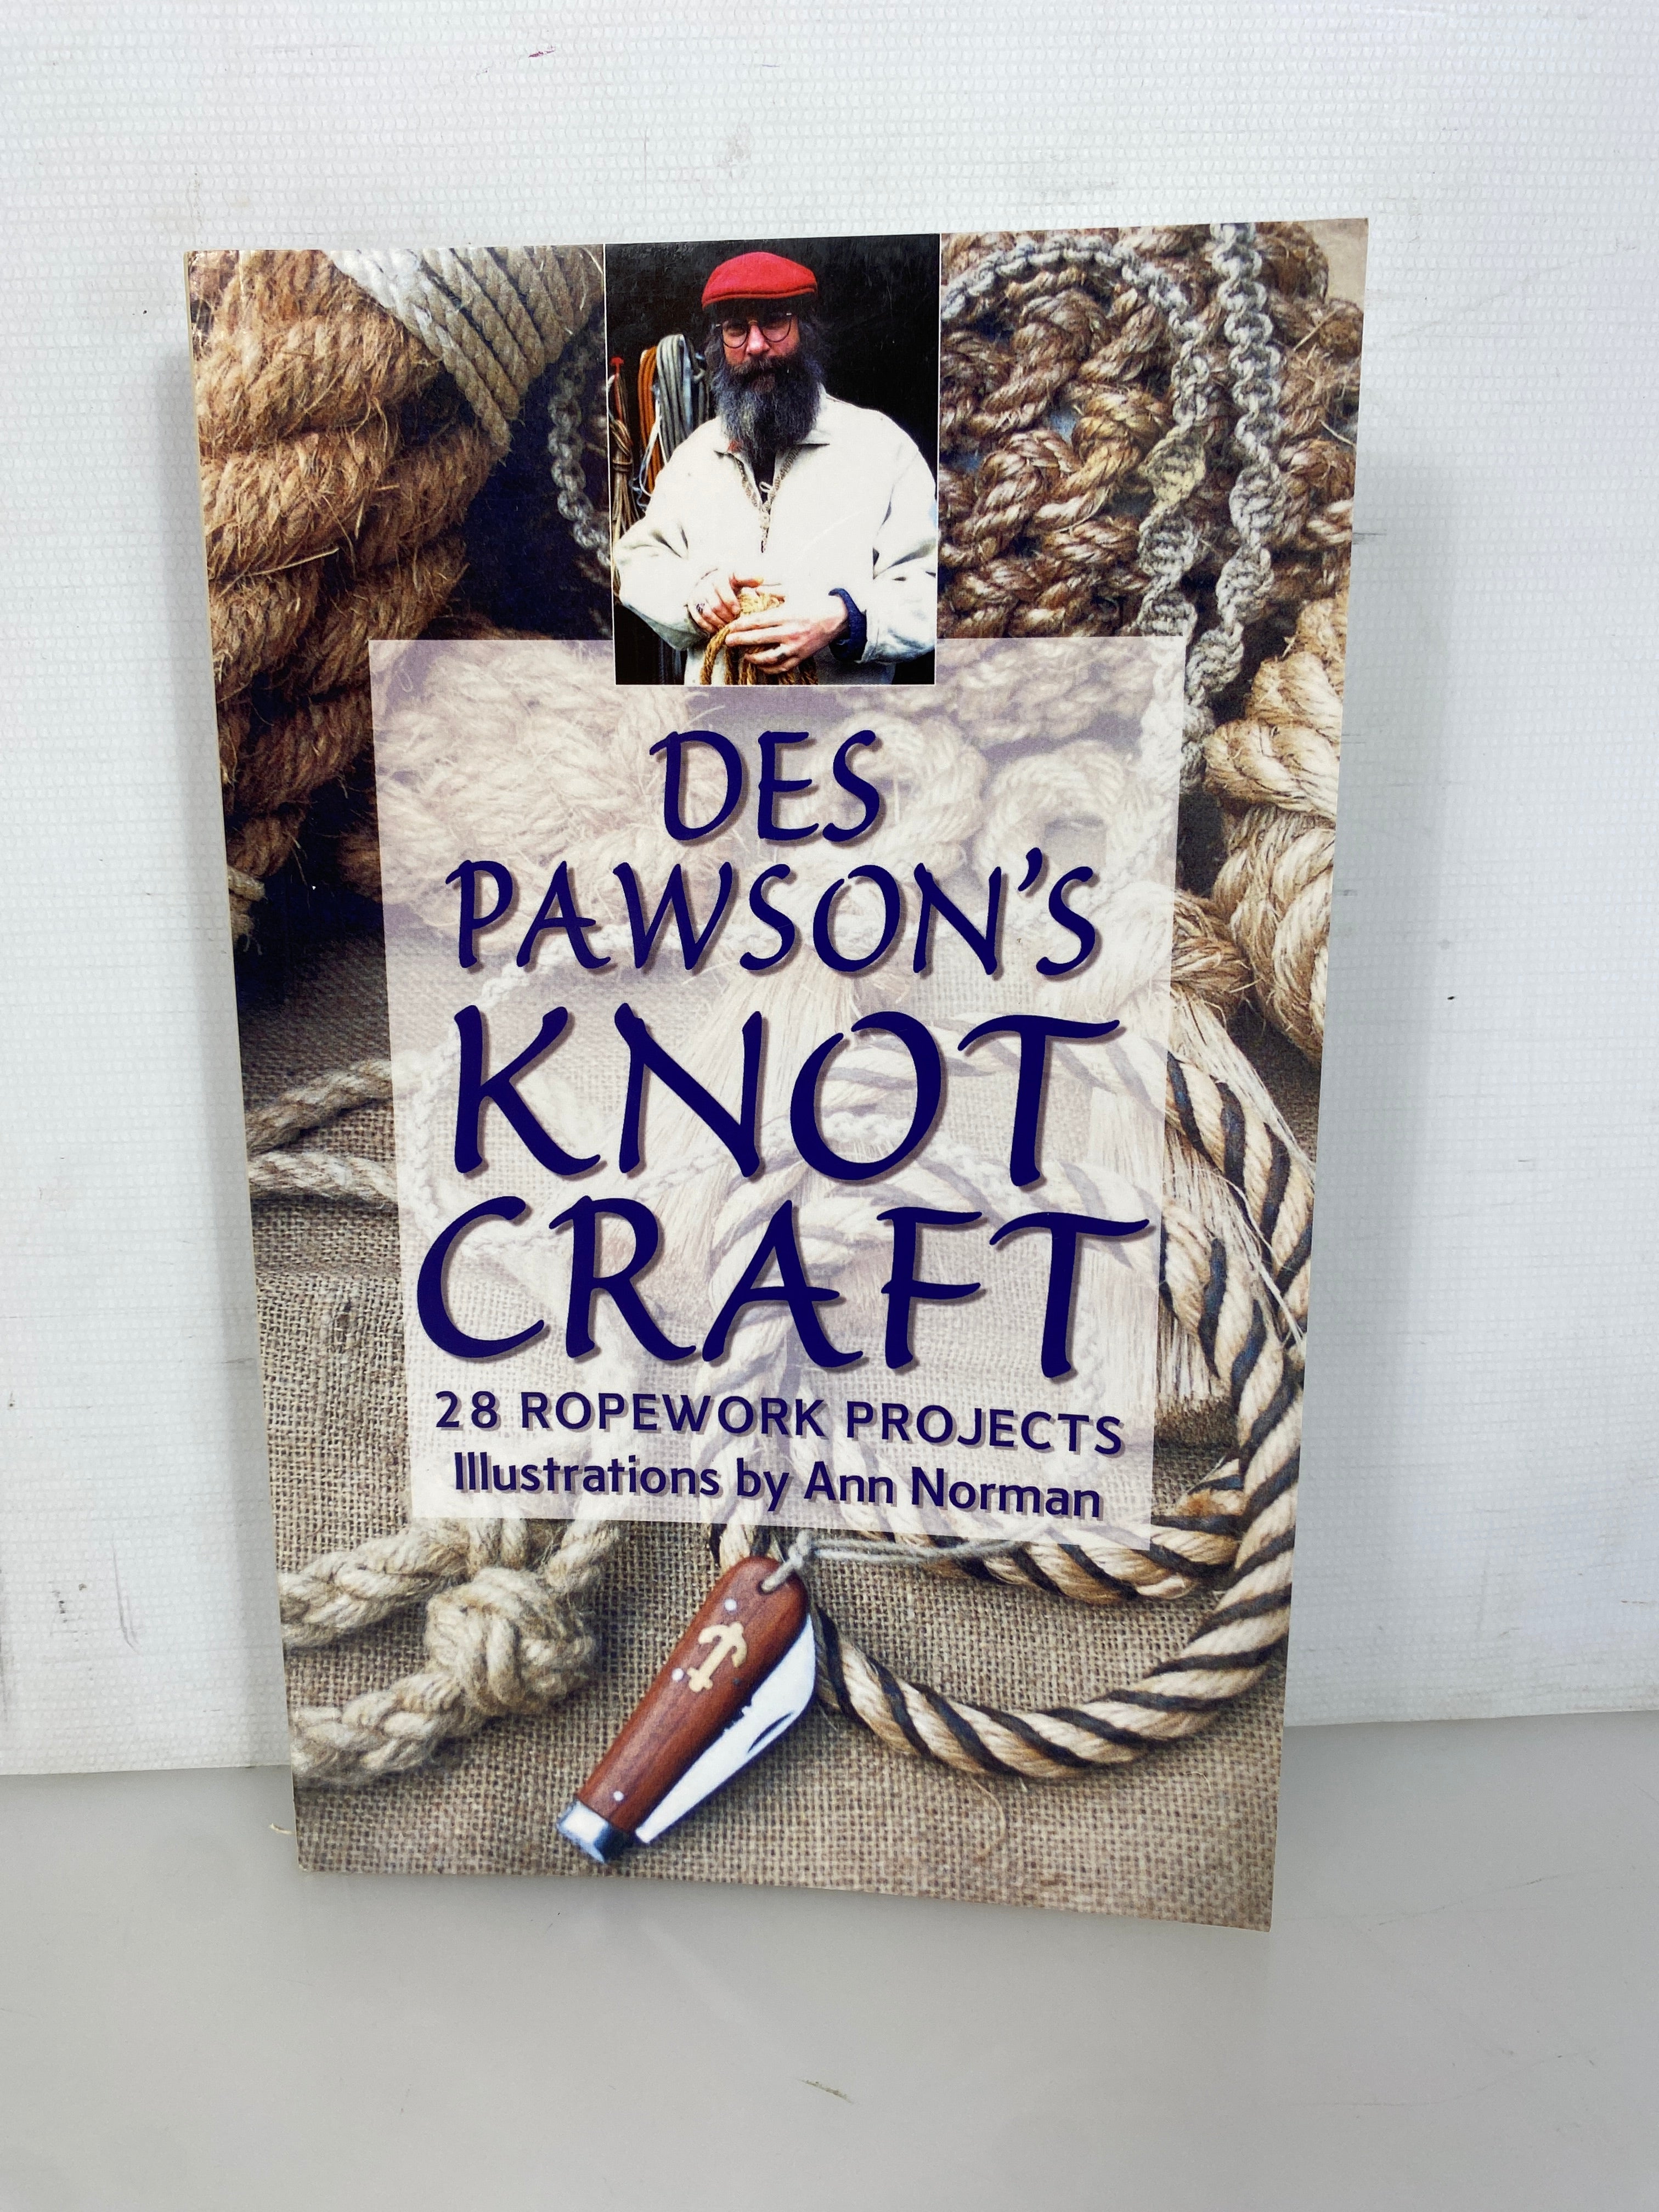 DES
PAWSON'S
KNOT
CRAFT
28 ROPEWORK PROJECTS
Illustrations by Ann Norman